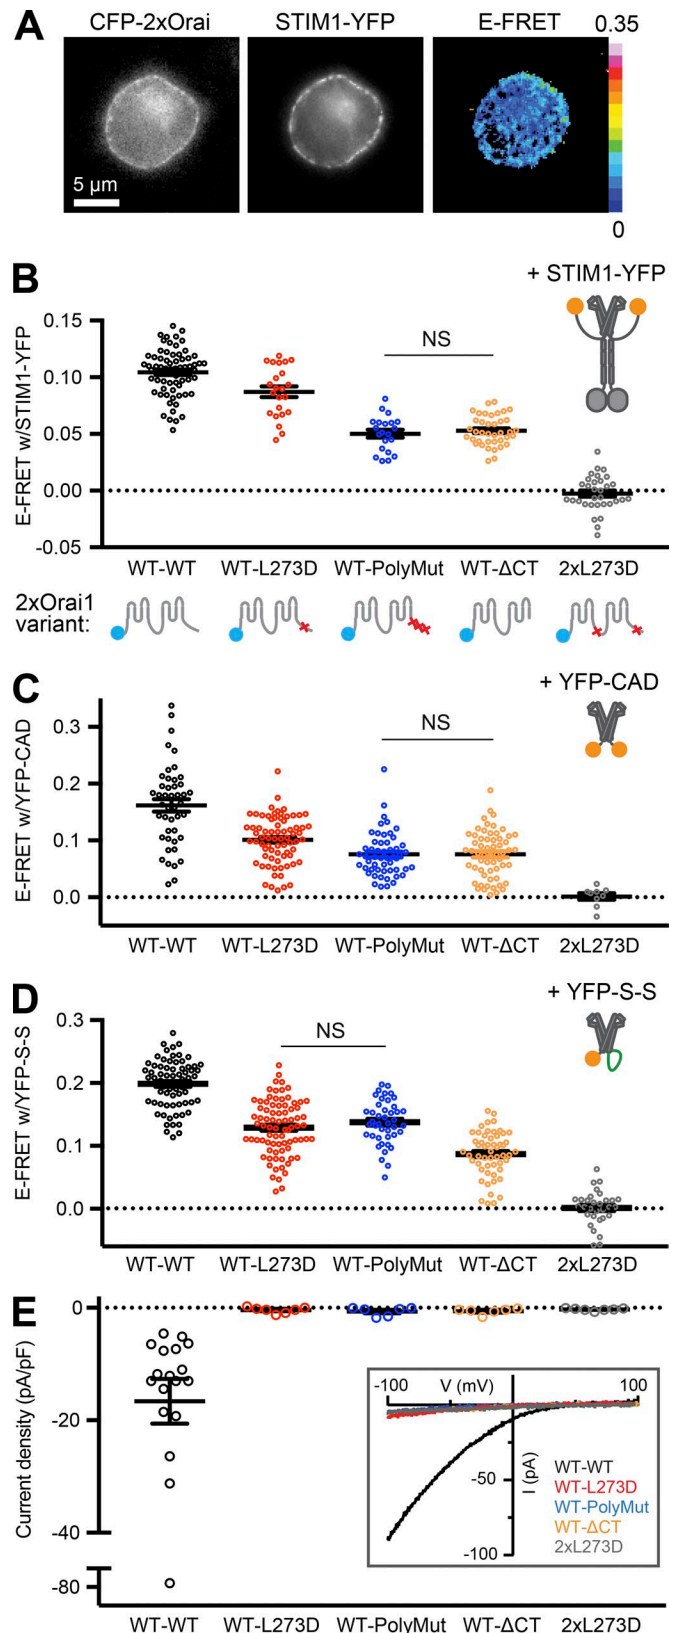 A
CFP-2xOrai STIM1-YFP E-FRET 0.35
5 µm
0
B
+ STIM1-YFP
E-FRET w/STIM1-YFP
0.15
0.10
0.05
0.00
-0.05
NS
WT-WT WT-L273D WT-PolyMut WT-ΔCT 2xL273D
2xOrai1
variant:
C
+ YFP-CAD
E-FRET w/YFP-CAD
0.3
0.2
0.1
0.0
NS
WT-WT WT-L273D WT-PolyMut WT-ΔCT 2xL273D
D
+ YFP-S-S
E-FRET w/YFP-S-S
0.3
0.2
0.1
0.0
NS
WT-WT WT-L273D WT-PolyMut WT-ΔCT 2xL273D
E
Current density (pA/pF)
0
-20
-40
-80
-100 V (mV) 100
I (pA)
-50
-100
WT-WT
WT-L273D
WT-PolyMut
WT-ΔCT
2xL273D
WT-WT WT-L273D WT-PolyMut WT-ΔCT 2xL273D